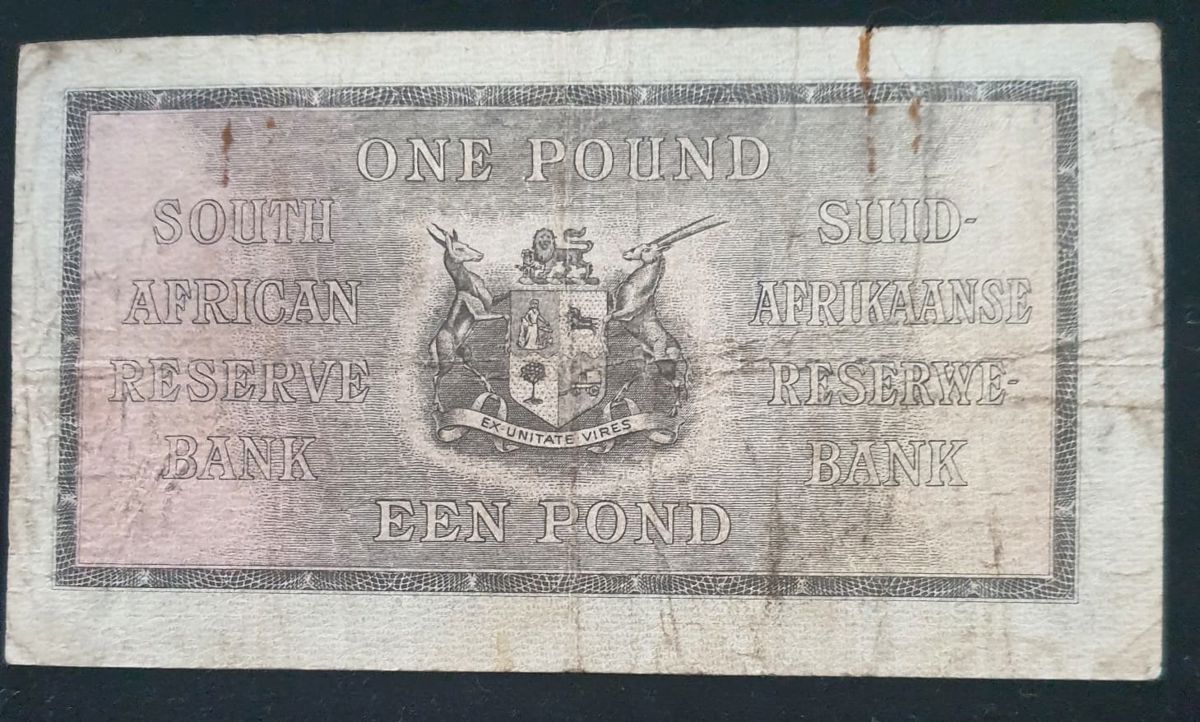 ONE POUND
SOUTH
AFRICAN
RESERVE
BANK
SUID-
AFRIKAANSE
RESERWE-
BANK
EX·UNITATE·VIRES
EEN POND